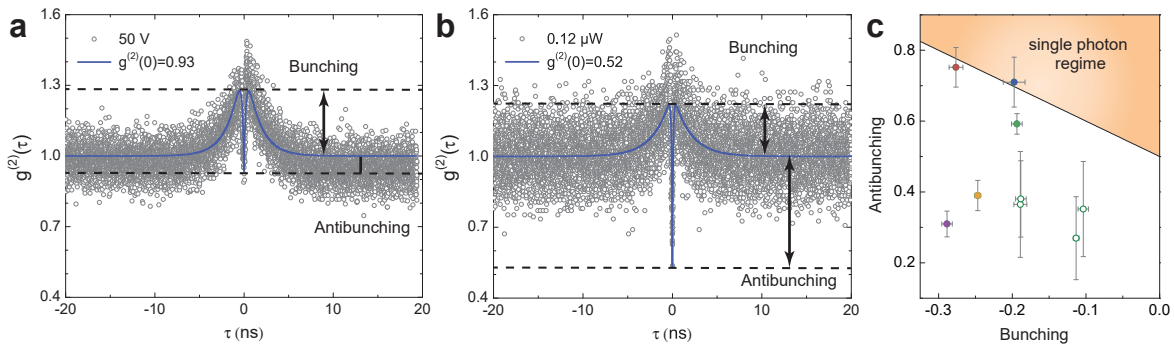 a
50 V
g⁽²⁾(0)=0.93
Bunching
Antibunching
g⁽²⁾(τ)
1.6
1.3
1.0
0.7
0.4
-20
-10
0
10
20
τ (ns)
b
0.12 µW
g⁽²⁾(0)=0.52
Bunching
Antibunching
g⁽²⁾(τ)
1.6
1.3
1.0
0.7
0.4
-20
-10
0
10
20
τ (ns)
c
single photon
regime
Antibunching
0.8
0.6
0.4
0.2
-0.3
-0.2
-0.1
0.0
Bunching